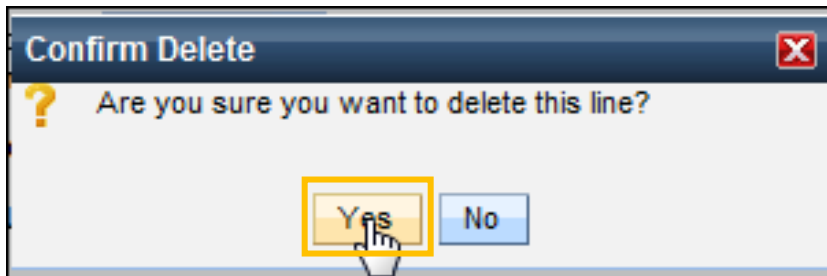 Confirm Delete
Are you sure you want to delete this line?
Yes No